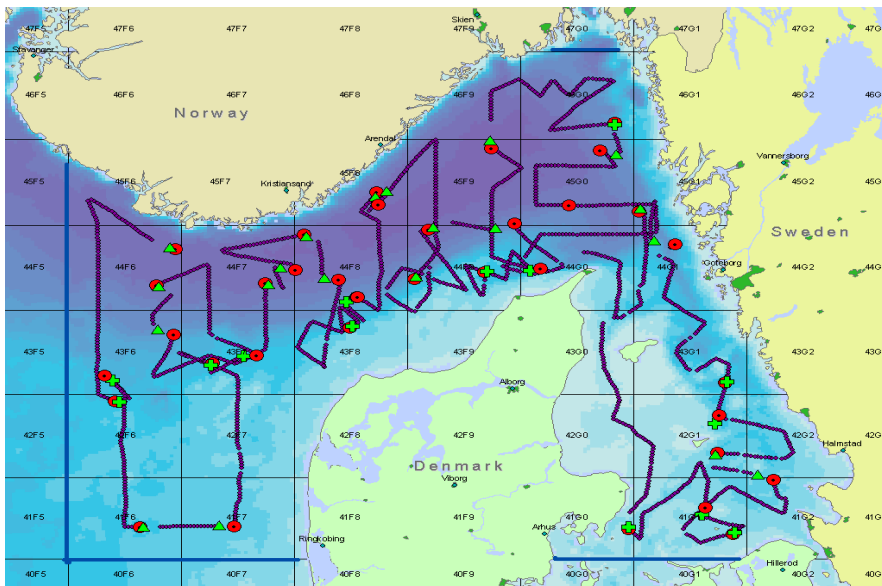 47F5 47F6 47F7 47F8 Skien 47F9 47G0 47G1 47G2
Stavanger
46F5 46F6 46F7 46F8 46F9 46G0 46G1 46G2
Norway
Arendal
Vannersborg
45F5 45F6 45F7 Kristiansand 45F8 45F9 45G0 45G1 45G2
Sweden
44F5 44F6 44F7 44F8 44F9 44G0 44G1 Goteborg 44G2
43F5 43F6 43F8 43F9 43G0 43G1 43G2
Alborg
42F5 42F6 42F7 42F8 42F9 42G0 42G1 42G2
Halmstad
Denmark
Viborg
41F5 41F6 41F7 41F8 41F9 41G0 41G1 41G2
Ringkobing
Arhus
Hillerod
40F5 40F6 40F7 40F8 40F9 40G0 40G1 40G2